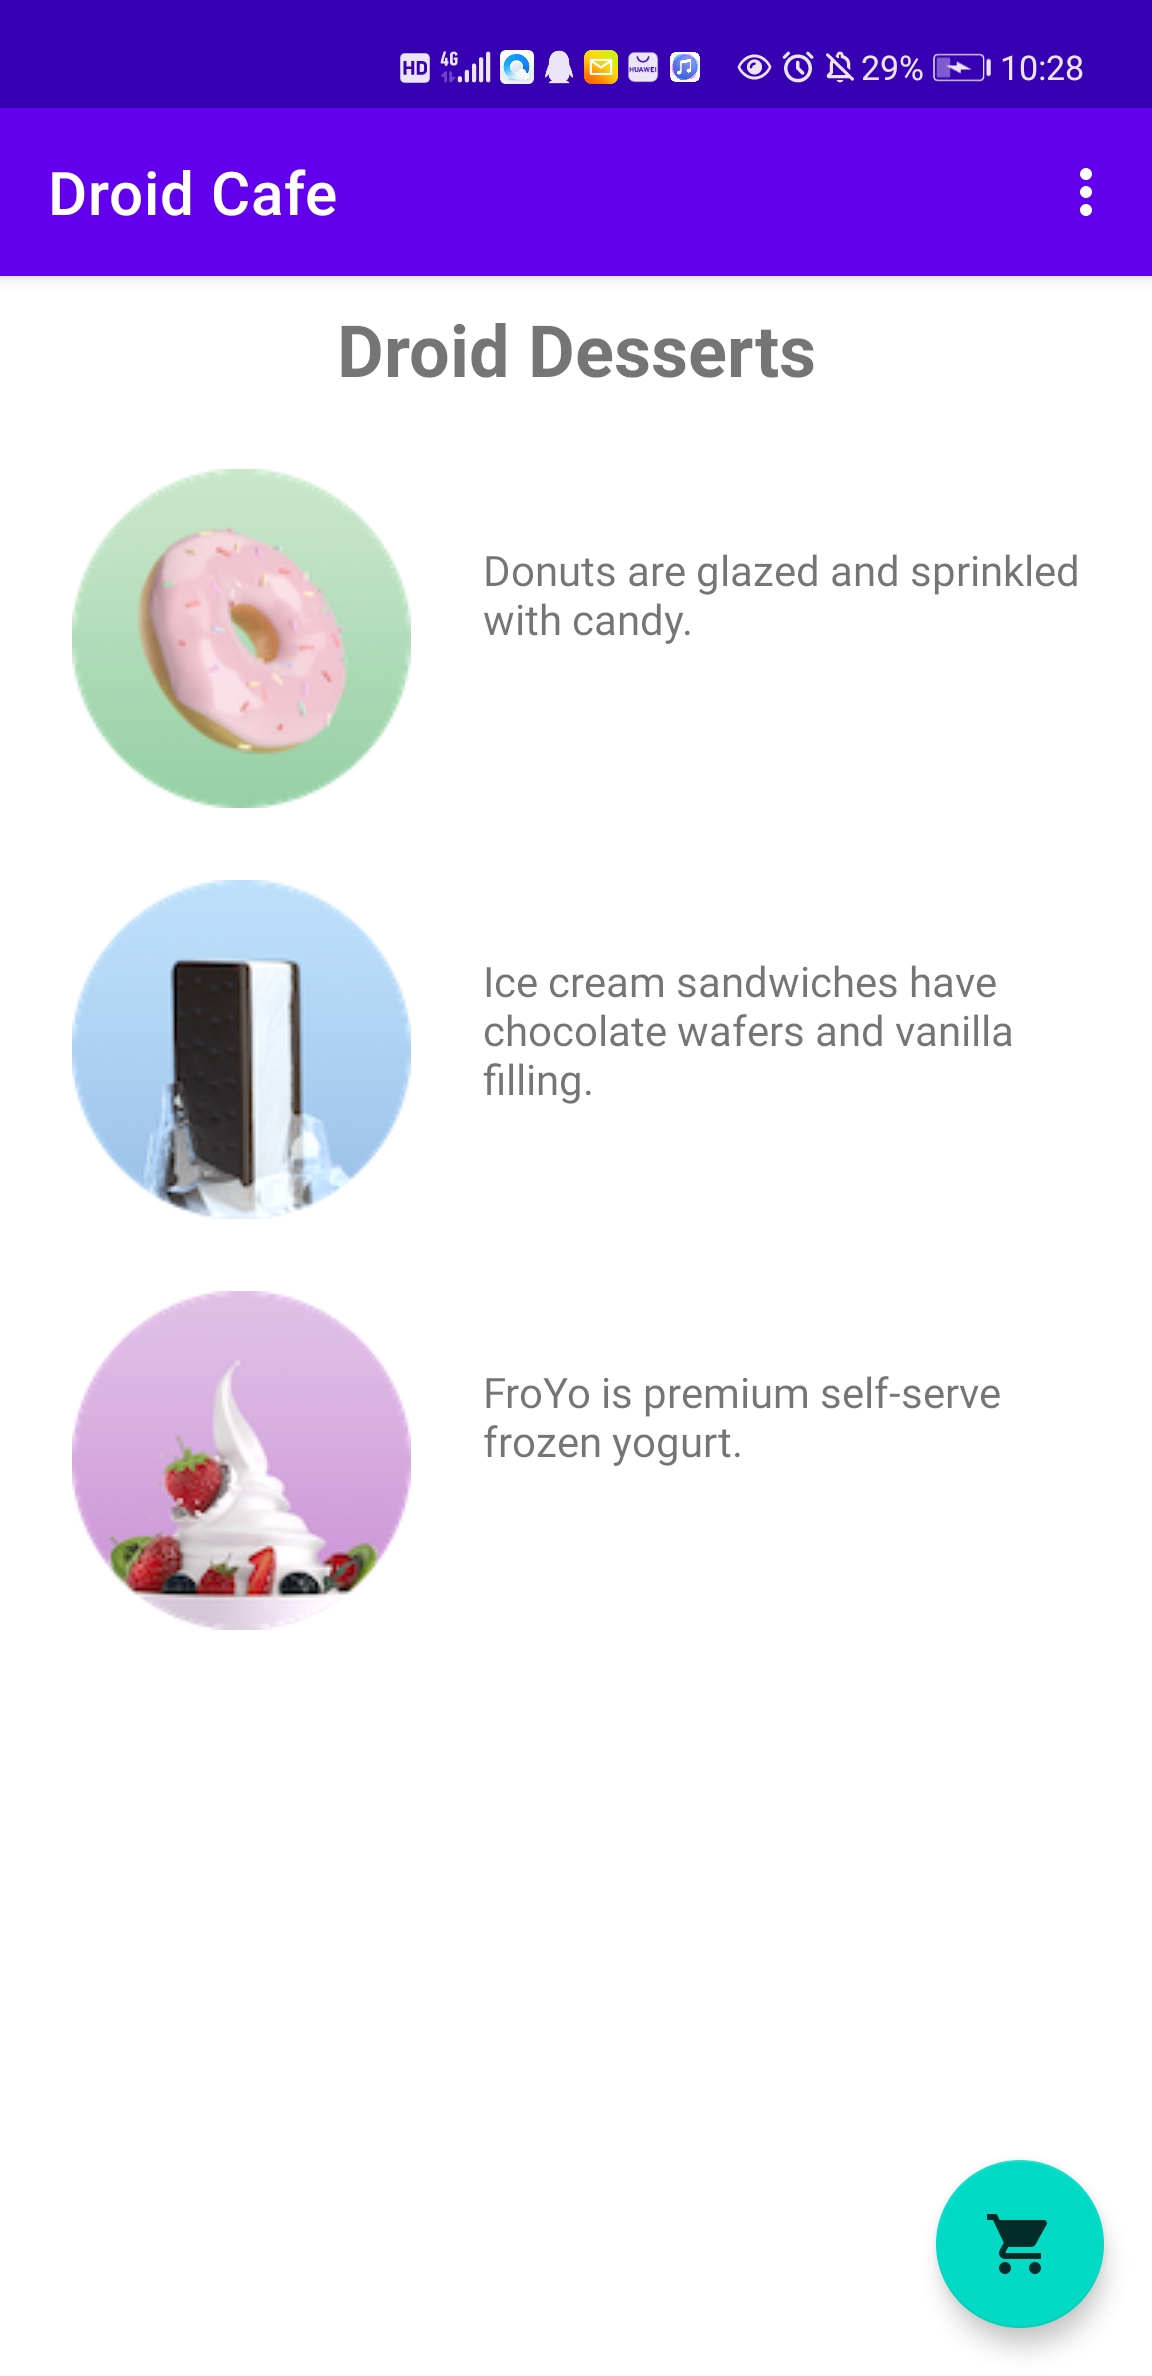 HD 4G HUAWEI 29% 10:28
Droid Cafe
Droid Desserts
Donuts are glazed and sprinkled
with candy.
Ice cream sandwiches have
chocolate wafers and vanilla
filling.
FroYo is premium self-serve
frozen yogurt.